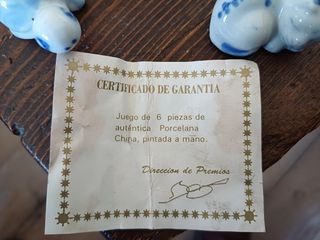 CERTIFICADO DE GARANTIA
Juego de 6 piezas de
auténtica Porcelana
China, pintada a mano.
Direccion de Premios